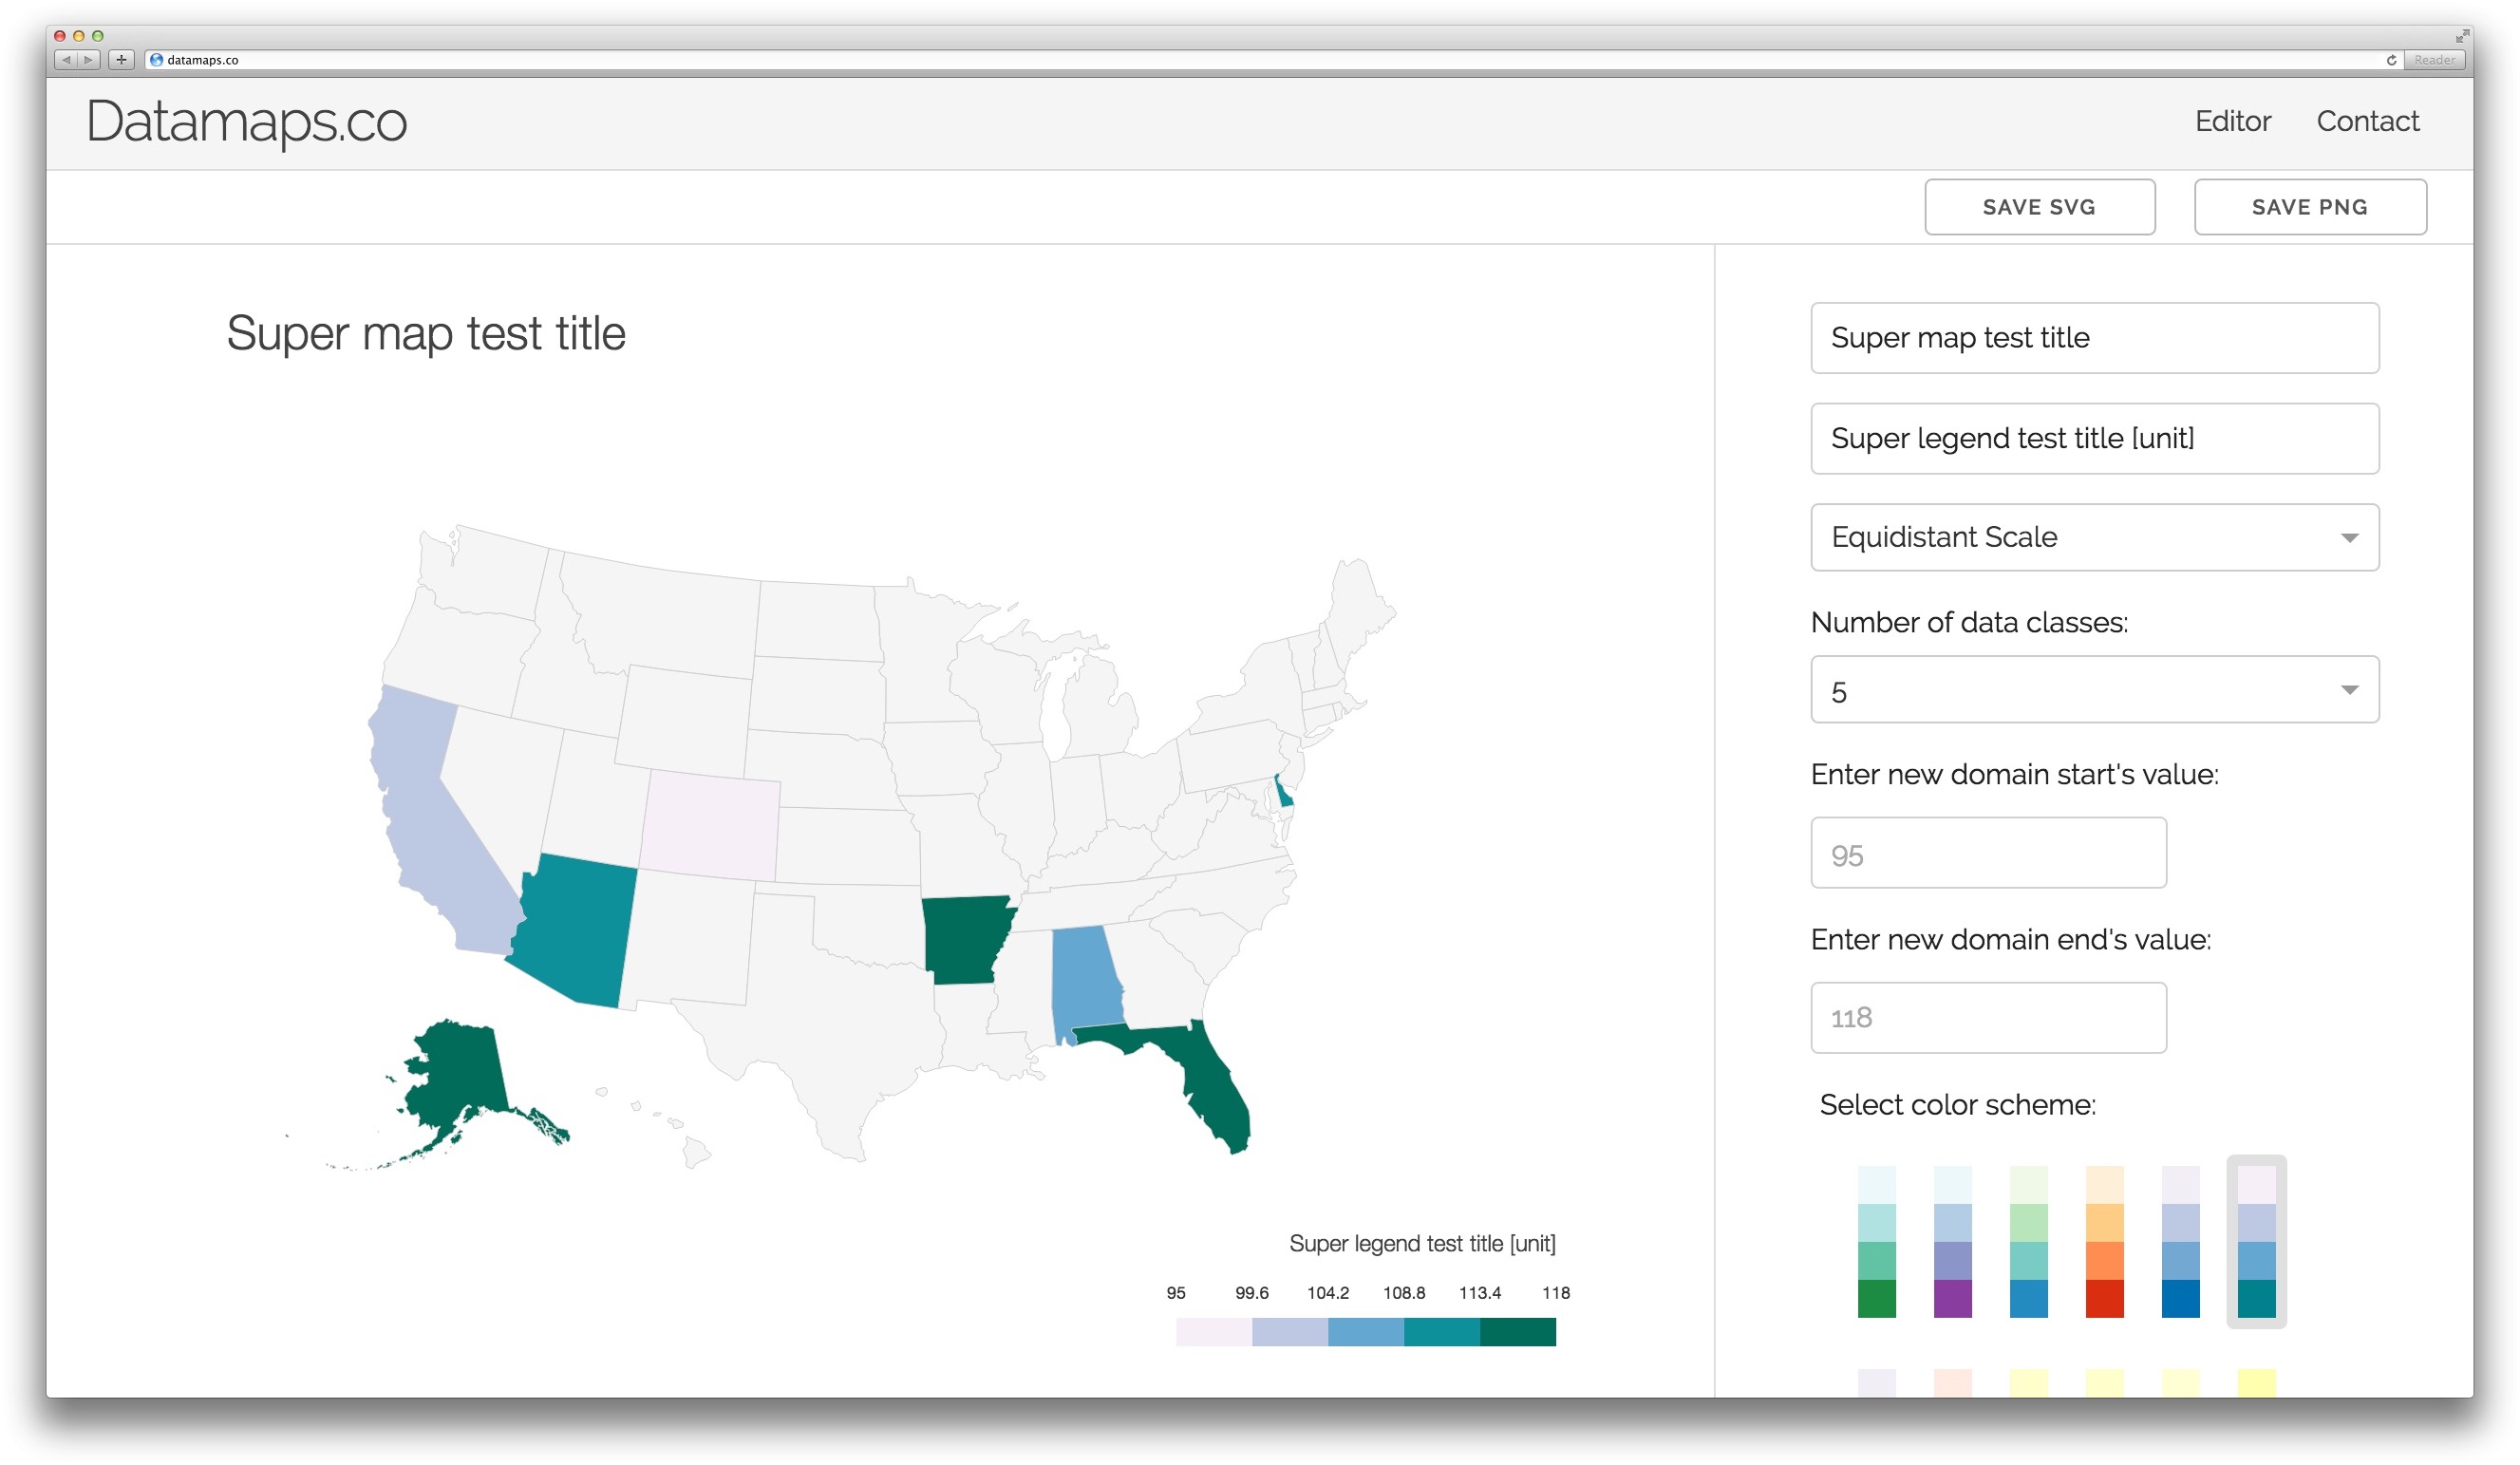 datamaps.co
Reader
Datamaps.co
Editor
Contact
SAVE SVG
SAVE PNG
Super map test title
Super legend test title [unit]
95 99.6 104.2 108.8 113.4 118
Super map test title
Super legend test title [unit]
Equidistant Scale
Number of data classes:
5
Enter new domain start's value:
95
Enter new domain end's value:
118
Select color scheme: